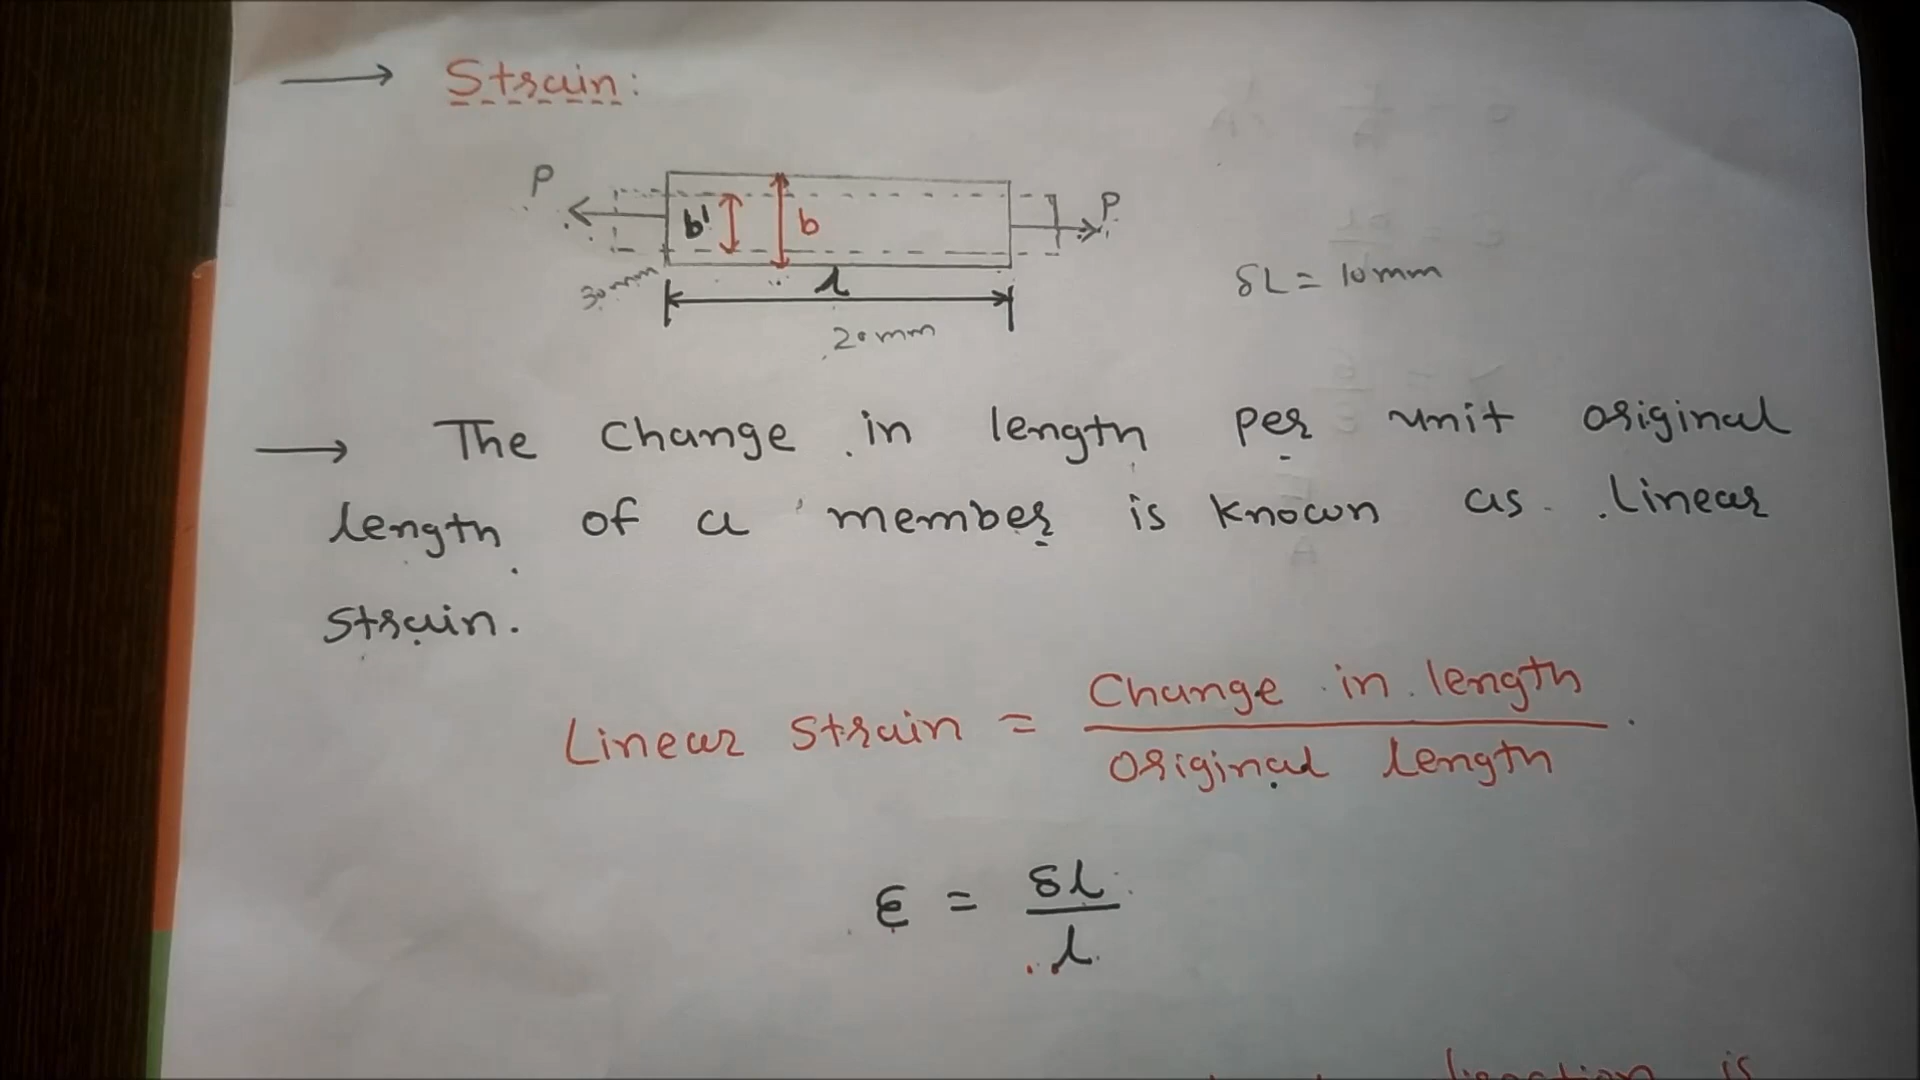 → Strain:
P
P
b'
b
30mm
l
20mm
δL = 10mm
→ The change in length per unit original
length of a member is known as linear
strain.
Linear strain = Change in length
original length
ε = δl
l
is